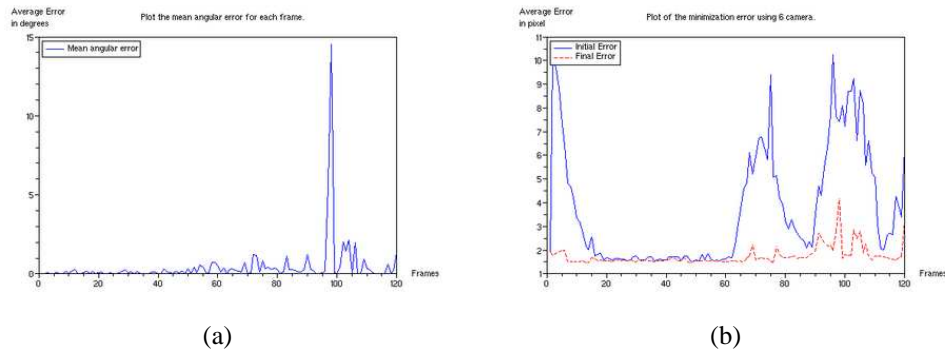 Average Error
in degrees
Plot the mean angular error for each frame.
15
Mean angular error
10
5
0
0 20 40 60 80 100 120
Frames
(a)
Average Error
in pixel
Plot of the minimization error using 6 camera.
11
Initial Error
Final Error
10
9
8
7
6
5
4
3
2
1
0 20 40 60 80 100 120
Frames
(b)